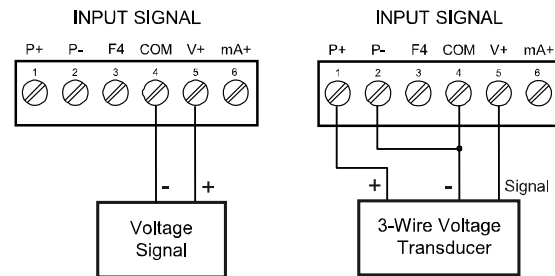 INPUT SIGNAL
P+ P- F4 COM V+ mA+
1 2 3 4 5 6
- +
Voltage
Signal
INPUT SIGNAL
P+ P- F4 COM V+ mA+
1 2 3 4 5 6
+ - Signal
3-Wire Voltage
Transducer